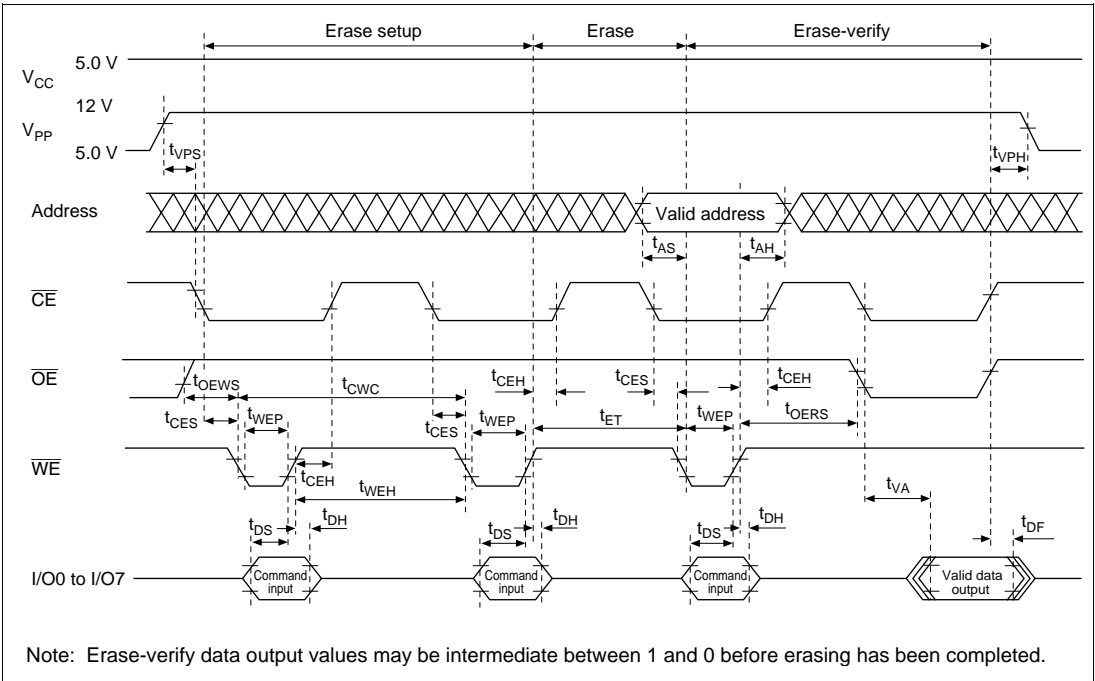 Erase setup Erase Erase-verify
VCC 5.0 V
12 V
VPP
5.0 V
tVPS tVPH
Address Valid address
tAS tAH
CE
OE
tOEWS tCWC tCEH tCES tCEH
tCES tWEP tCES tWEP tET tWEP tOERS
WE
tCEH tWEH tVA
tDS tDH tDS tDH tDS tDH tDF
I/O0 to I/O7 Command input Command input Command input Valid data output
Note: Erase-verify data output values may be intermediate between 1 and 0 before erasing has been completed.